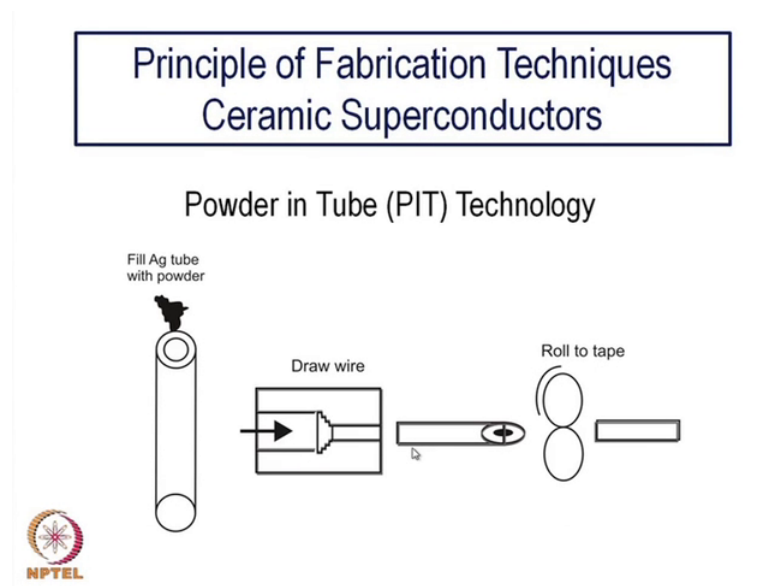 Principle of Fabrication Techniques
Ceramic Superconductors
Powder in Tube (PIT) Technology
Fill Ag tube
with powder
Draw wire
Roll to tape
NPTEL